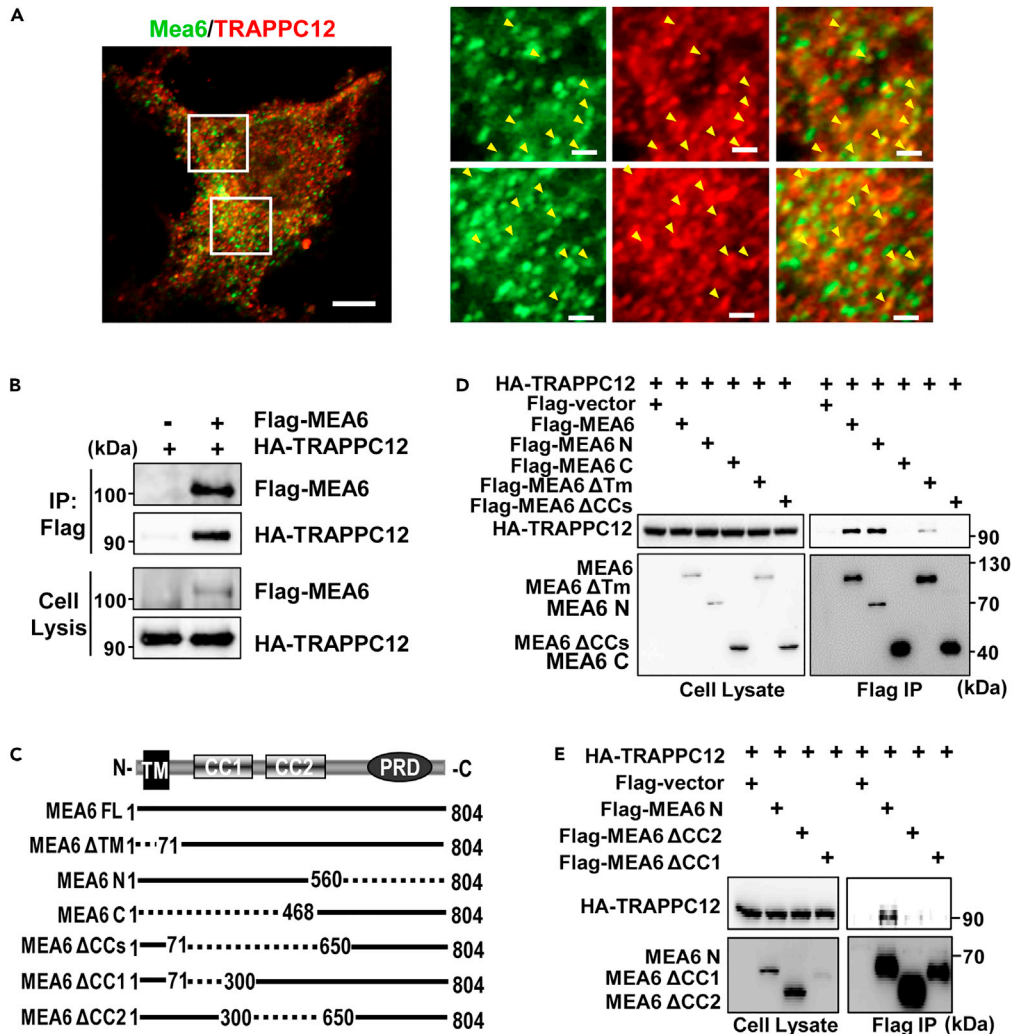 A
Mea6/TRAPPC12
B
- + Flag-MEA6
(kDa) + + HA-TRAPPC12
IP: Flag
100 Flag-MEA6
90 HA-TRAPPC12
Cell Lysis
100 Flag-MEA6
90 HA-TRAPPC12
C
N- TM CC1 CC2 PRD -C
MEA6 FL 1 804
MEA6 ΔTM 1 71 804
MEA6 N 1 560 804
MEA6 C 1 468 804
MEA6 ΔCCs 1 71 650 804
MEA6 ΔCC1 1 71 300 804
MEA6 ΔCC2 1 300 650 804
D
HA-TRAPPC12 + + + + + + + + + + + +
Flag-vector + +
Flag-MEA6 + +
Flag-MEA6 N + +
Flag-MEA6 C + +
Flag-MEA6 ΔTm + +
Flag-MEA6 ΔCCs + +
HA-TRAPPC12 90
MEA6 130
MEA6 ΔTm
MEA6 N 70
MEA6 ΔCCs
MEA6 C 40
Cell Lysate Flag IP (kDa)
E
HA-TRAPPC12 + + + + + + + +
Flag-vector + +
Flag-MEA6 N + +
Flag-MEA6 ΔCC2 + +
Flag-MEA6 ΔCC1 + +
HA-TRAPPC12 90
MEA6 N 70
MEA6 ΔCC1
MEA6 ΔCC2
Cell Lysate Flag IP (kDa)